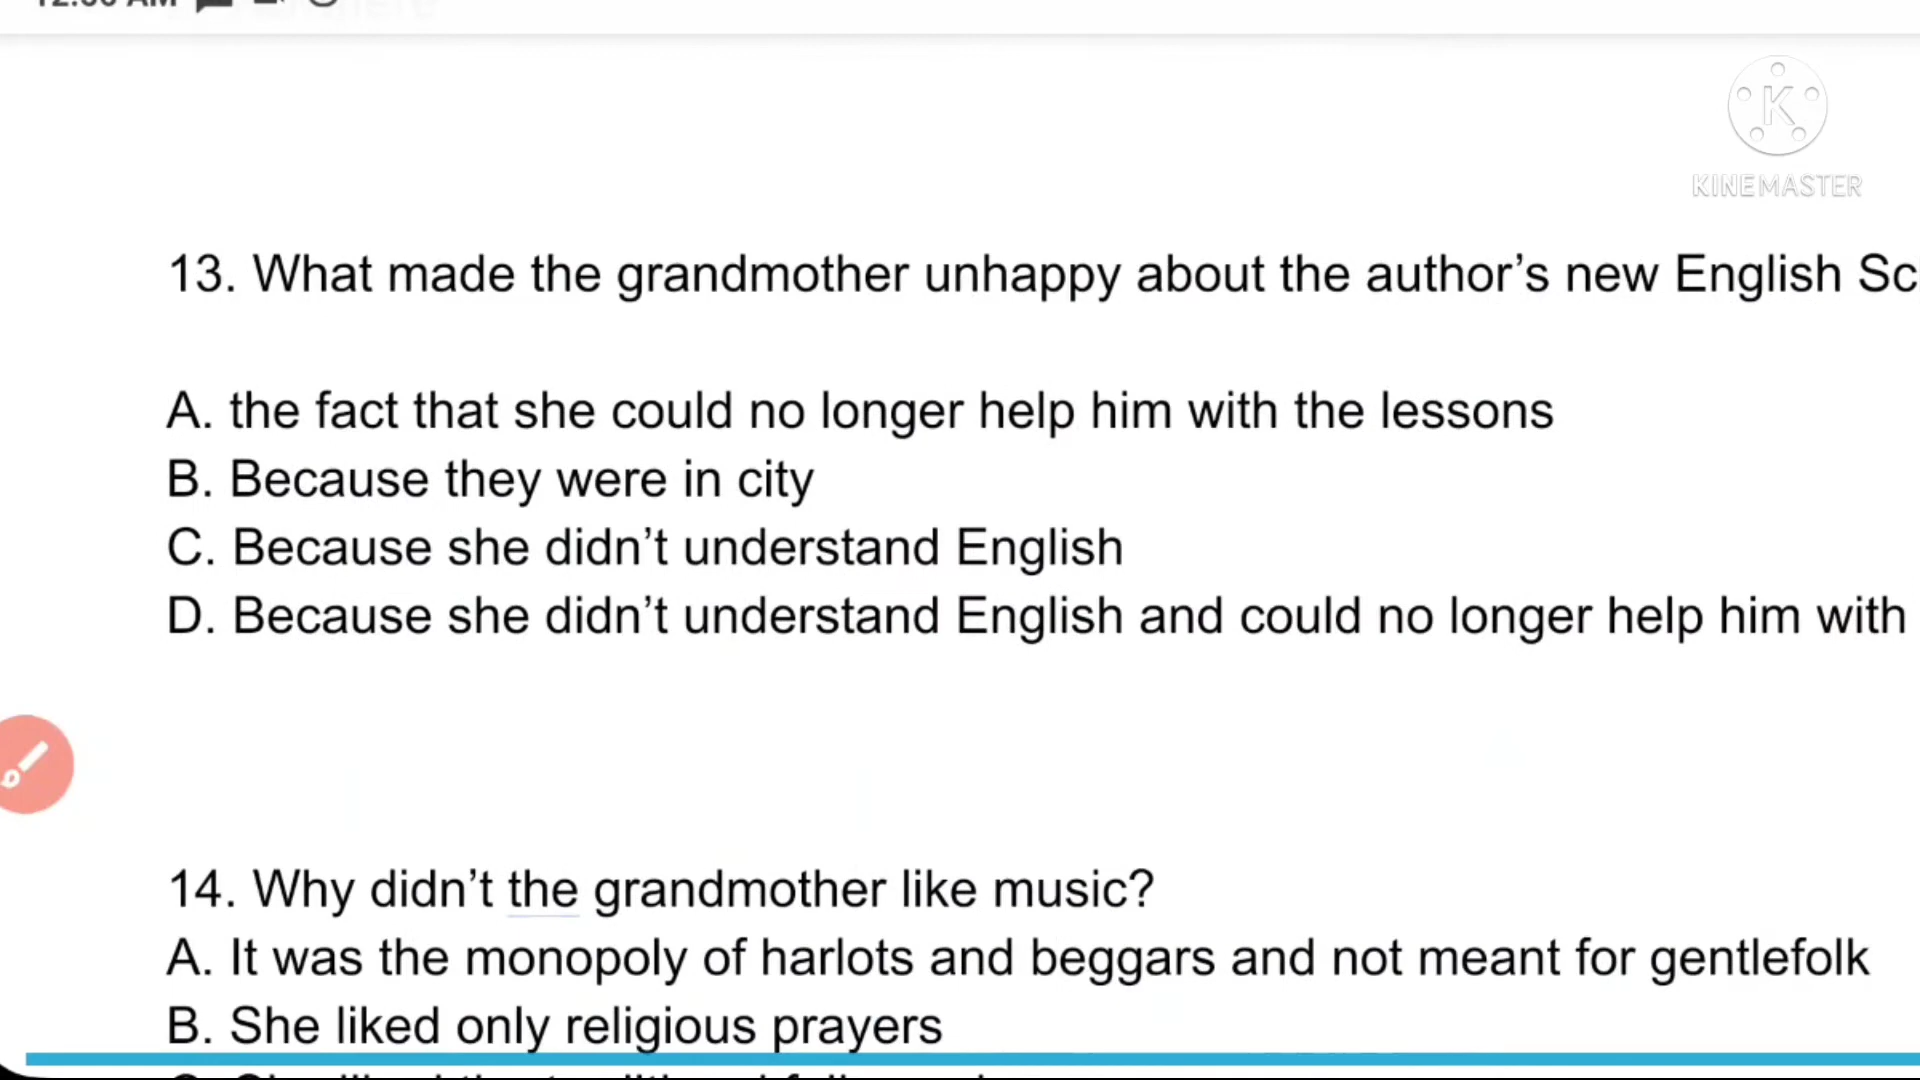 KINEMASTER
13. What made the grandmother unhappy about the author’s new English Sc
A. the fact that she could no longer help him with the lessons
B. Because they were in city
C. Because she didn’t understand English
D. Because she didn’t understand English and could no longer help him with
14. Why didn’t the grandmother like music?
A. It was the monopoly of harlots and beggars and not meant for gentlefolk
B. She liked only religious prayers